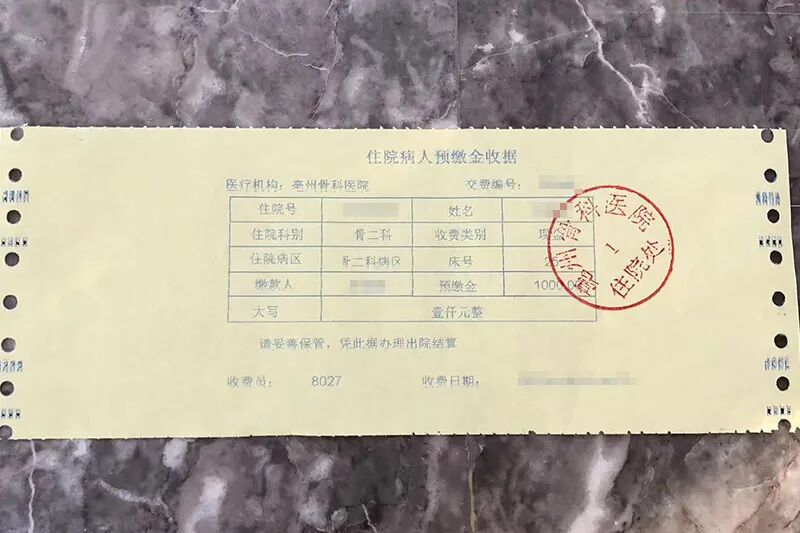 住院病人预缴金收据
医疗机构：亳州骨科医院 交费编号：
住院号 姓名
住院科别 骨二科 收费类别 现金
住院病区 骨二科病区 床号
缴款人 预缴金 1000.00
大写 壹仟元整
请妥善保管，凭此据办理出院结算
收费员： 8027 收费日期：
亳州骨科医院
1
住院处